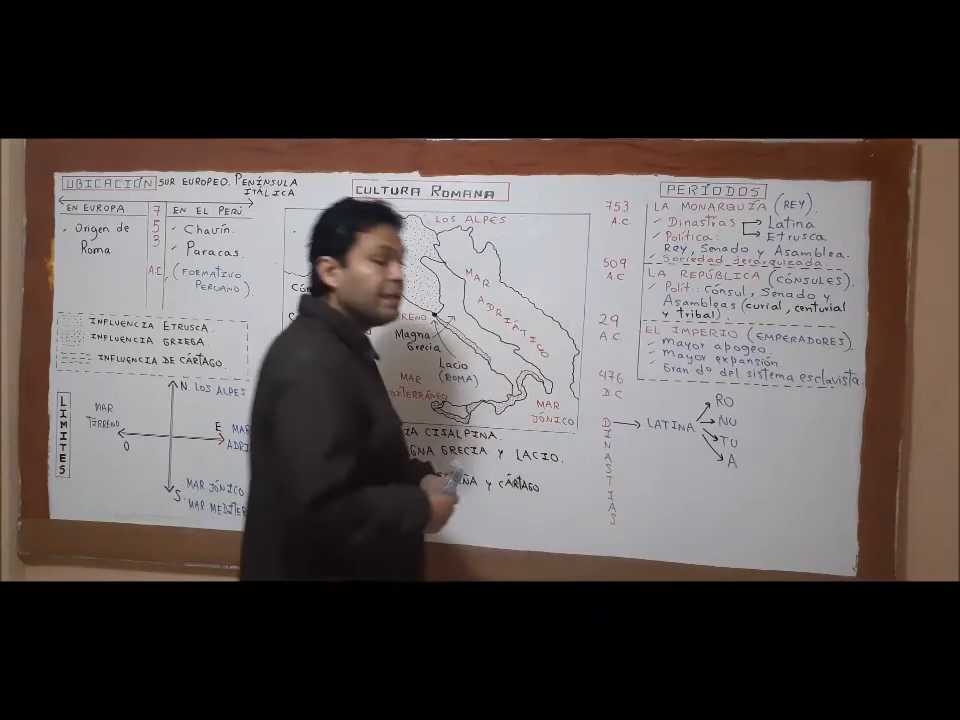 UBICACIÓN SUR EUROPEO. PENÍNSULA ITÁLICA
EN EUROPA
Origen de
Roma
753
A.C
EN EL PERÚ
Chavín.
Paracas.
(FORMATIVO
PERUANO).
INFLUENCIA ETRUSCA.
INFLUENCIA GRIEGA.
INFLUENCIA DE CÁRTAGO.
LIMITES
N. LOS ALPES
MAR
TIRRENO
O
E
MAR
S.
MAR JÓNICO
CULTURA ROMANA
LOS ALPES
MAR
ADRIÁTICO
Magna
Grecia
Lacio
(ROMA)
MAR
MAR
JÓNICO
CISALPINA.
GRECIA Y LACIO.
Y CÁRTAGO
PERÍODOS
753
A.C
LA MONARQUÍA (REY).
Dinastías
Latina
Etrusca
Política:
Rey, Senado y Asamblea.
Sociedad jerarquizada.
509
A.C
LA REPÚBLICA (CÓNSULES)
Polít: Cónsul, Senado y
Asambleas (curial, centurial
y tribal).
29
A.C
EL IMPERIO (EMPERADORES).
mayor apogeo.
mayor expansión.
Gran do del sistema esclavista.
476
D.C
DINASTIAS
LATINA
RO
NU
TU
A